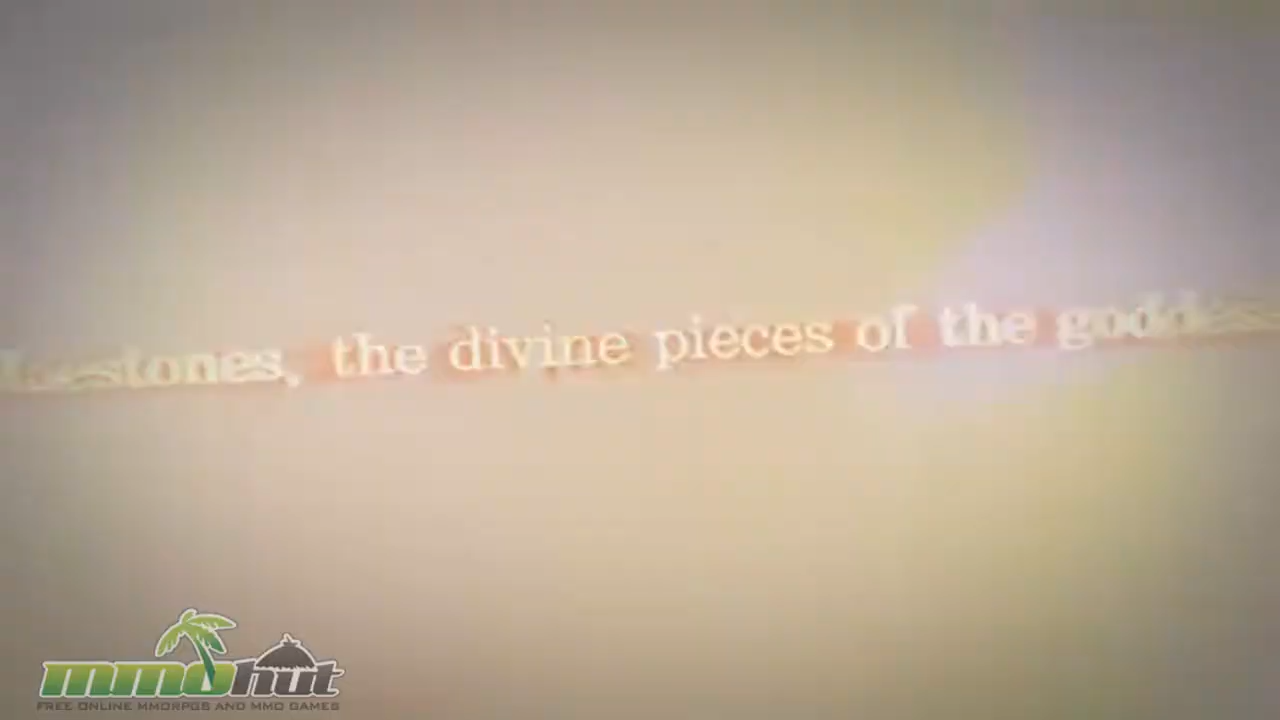 the divine pieces of the
mmohut
FREE ONLINE MMORPGS AND MMO GAMES